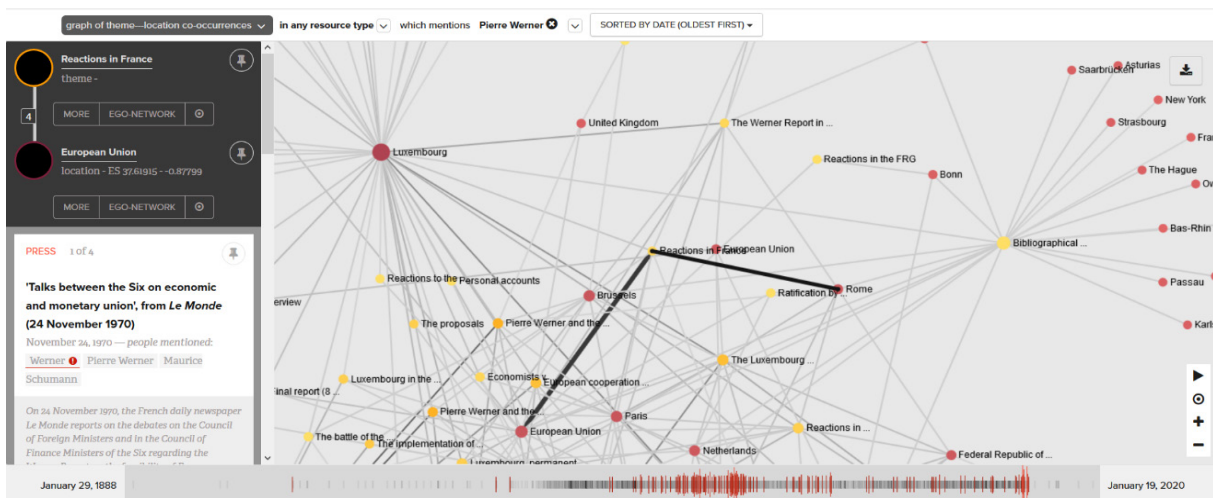 graph of theme—location co-occurrences in any resource type which mentions Pierre Werner SORTED BY DATE (OLDEST FIRST)
Reactions in France
theme -
MORE EGO-NETWORK
4
European Union
location - ES 37.61915 - -0.87799
MORE EGO-NETWORK
PRESS 1 of 4
'Talks between the Six on economic
and monetary union', from Le Monde
(24 November 1970)
November 24, 1970 — people mentioned:
Werner Pierre Werner Maurice
Schumann
On 24 November 1970, the French daily newspaper
Le Monde reports on the debates on the Council
of Foreign Ministers and in the Council of
Finance Ministers of the Six regarding the
Saarbrücken
Asturias
New York
United Kingdom
The Werner Report in ...
Strasbourg
Fra
Luxembourg
Reactions in the FRG
Bonn
The Hague
Ow
Bas-Rhin
Reactions in France
European Union
Bibliographical ...
Reactions to the
Personal accounts
Passau
erview
Brussels
Ratification by ...
Rome
The proposals
Pierre Werner and the ...
Karls
The Luxembourg ...
Luxembourg in the ...
Economists v
European cooperation ...
Final report (8 ...
Pierre Werner and the ...
Paris
The battle of the ...
The implementation of ...
European Union
Reactions in ...
Netherlands
Federal Republic of ...
Luxembourg, permanent
January 29, 1888
January 19, 2020